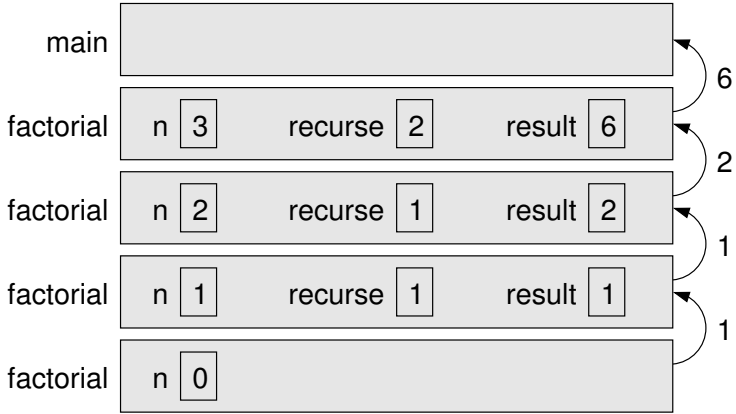 main
6
factorial n 3 recurse 2 result 6
2
factorial n 2 recurse 1 result 2
1
factorial n 1 recurse 1 result 1
1
factorial n 0